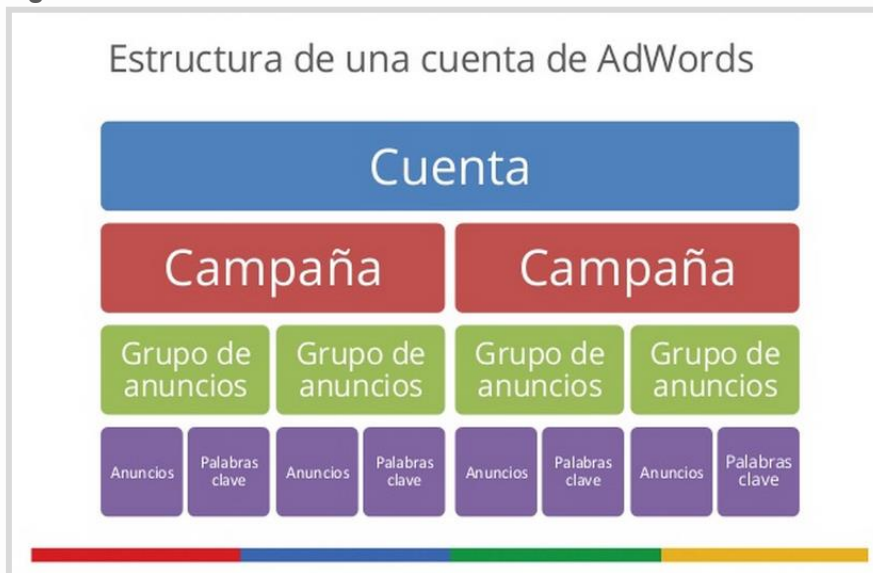 Estructura de una cuenta de AdWords
Cuenta
Campaña Campaña
Grupo de anuncios Grupo de anuncios Grupo de anuncios Grupo de anuncios
Anuncios Palabras clave Anuncios Palabras clave Anuncios Palabras clave Anuncios Palabras clave